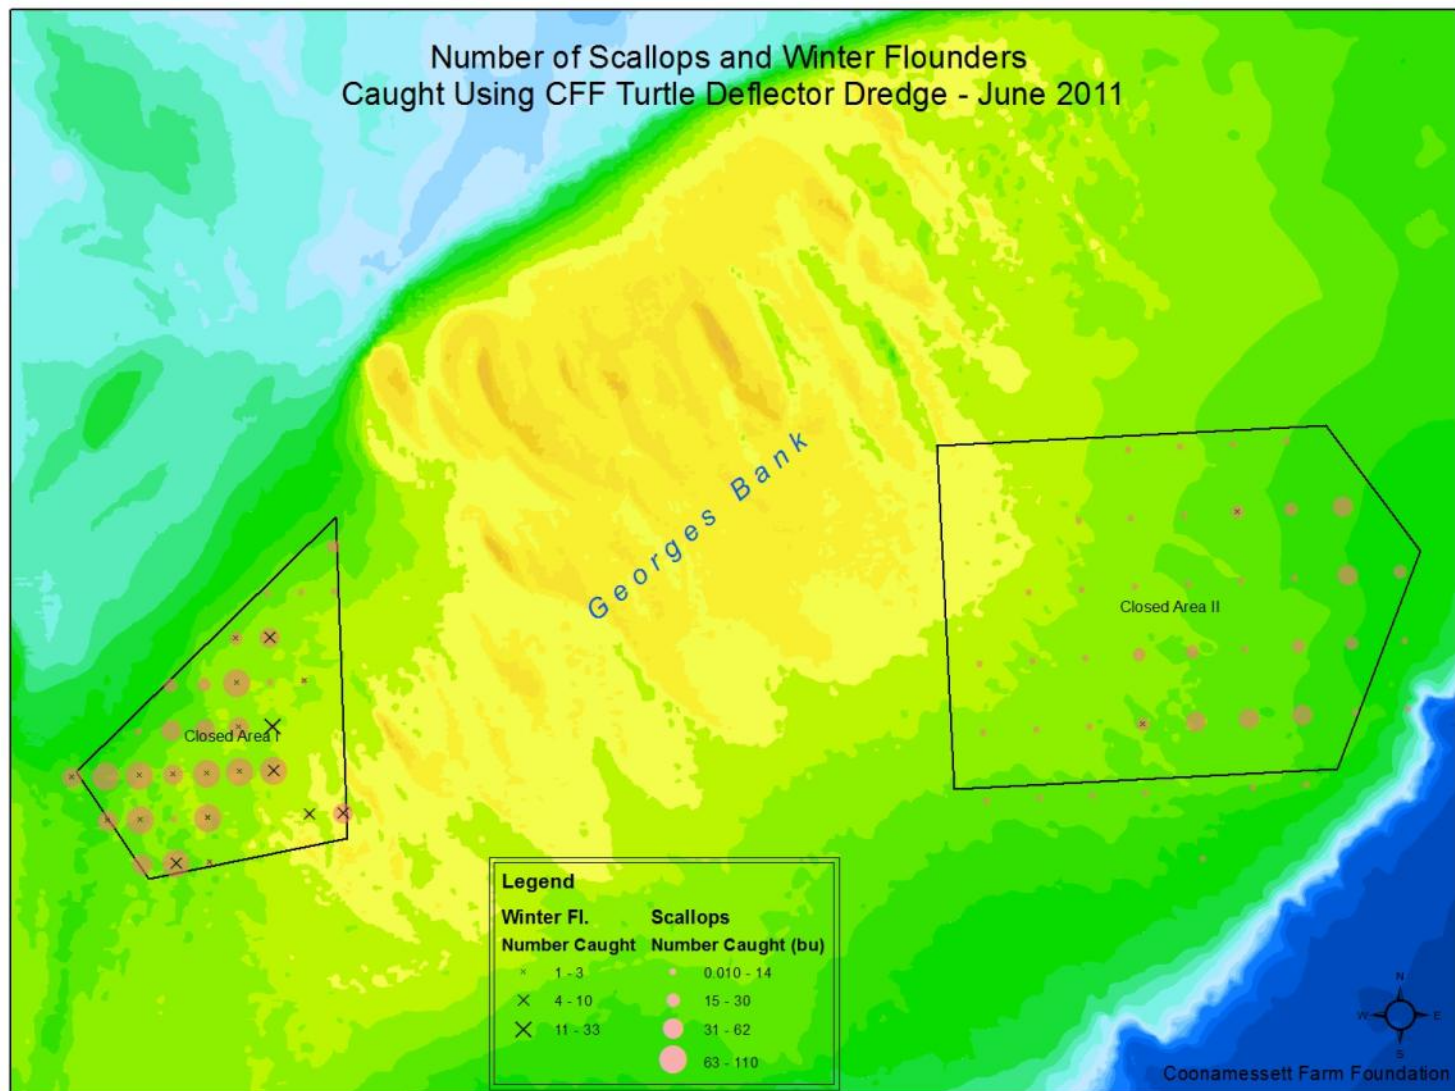 Number of Scallops and Winter Flounders
Caught Using CFF Turtle Deflector Dredge - June 2011
Georges Bank
Closed Area II
Closed Area I
Legend
Winter Fl. Scallops
Number Caught Number Caught (bu)
1 - 3 0.010 - 14
4 - 10 15 - 30
11 - 33 31 - 62
63 - 110
N
W E
S
Coonamessett Farm Foundation